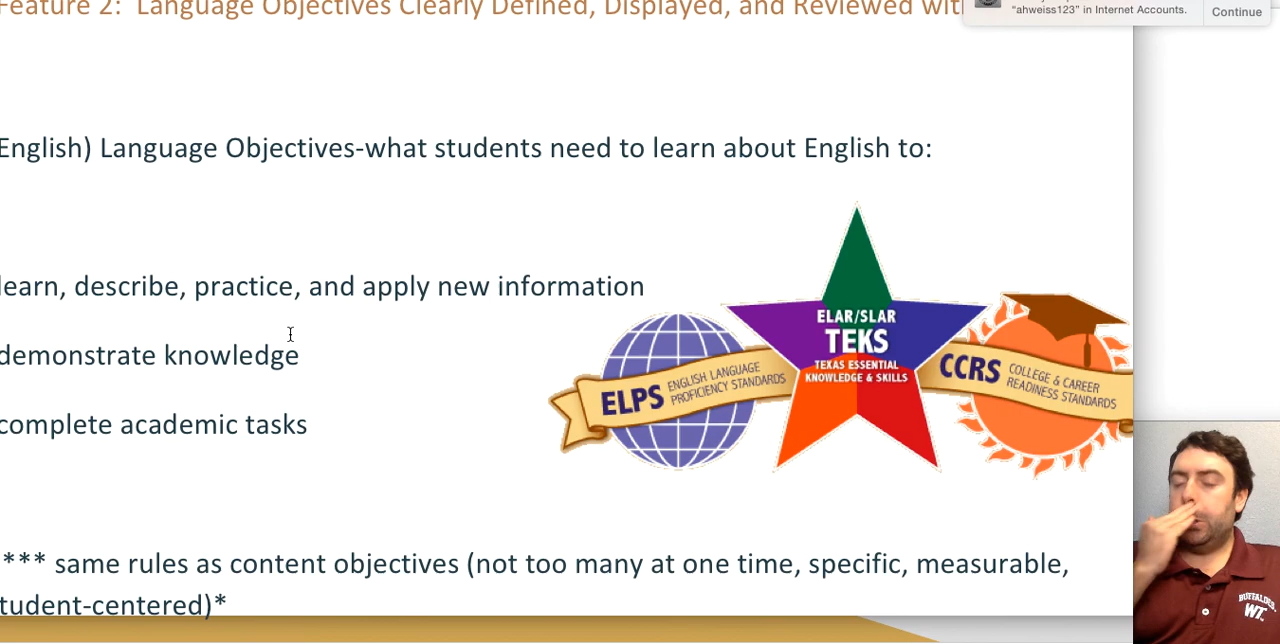 Feature 2: Language Objectives Clearly Defined, Displayed, and Reviewed wit
"ahweiss123" in Internet Accounts.
Continue
English) Language Objectives-what students need to learn about English to:
learn, describe, practice, and apply new information
demonstrate knowledge
complete academic tasks
ELPS ENGLISH LANGUAGE
PROFICIENCY STANDARDS
ELAR/SLAR
TEKS
TEXAS ESSENTIAL
KNOWLEDGE & SKILLS
CCRS COLLEGE & CAREER
READINESS STANDARDS
*** same rules as content objectives (not too many at one time, specific, measurable,
tudent-centered)*
BUFFALOES
WT